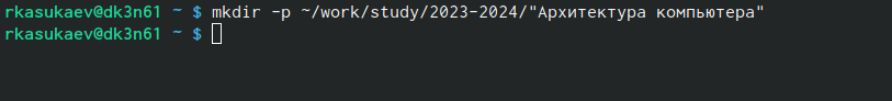 rkasukaev@dk3n61 ~ $ mkdir -p ~/work/study/2023-2024/"Архитектура компьютера"
rkasukaev@dk3n61 ~ $